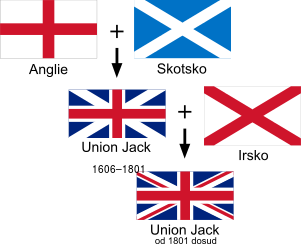 +
Anglie
Skotsko
+
Union Jack
1606–1801
Irsko
Union Jack
od 1801 dosud